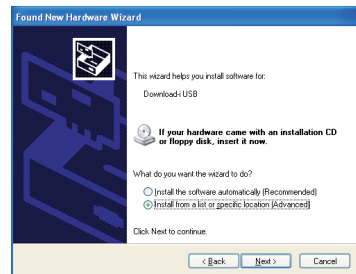 Found New Hardware Wizard
This wizard helps you install software for:
Download-i USB
If your hardware came with an installation CD
or floppy disk, insert it now.
What do you want the wizard to do?
Install the software automatically (Recommended)
Install from a list or specific location (Advanced)
Click Next to continue.
< Back Next > Cancel